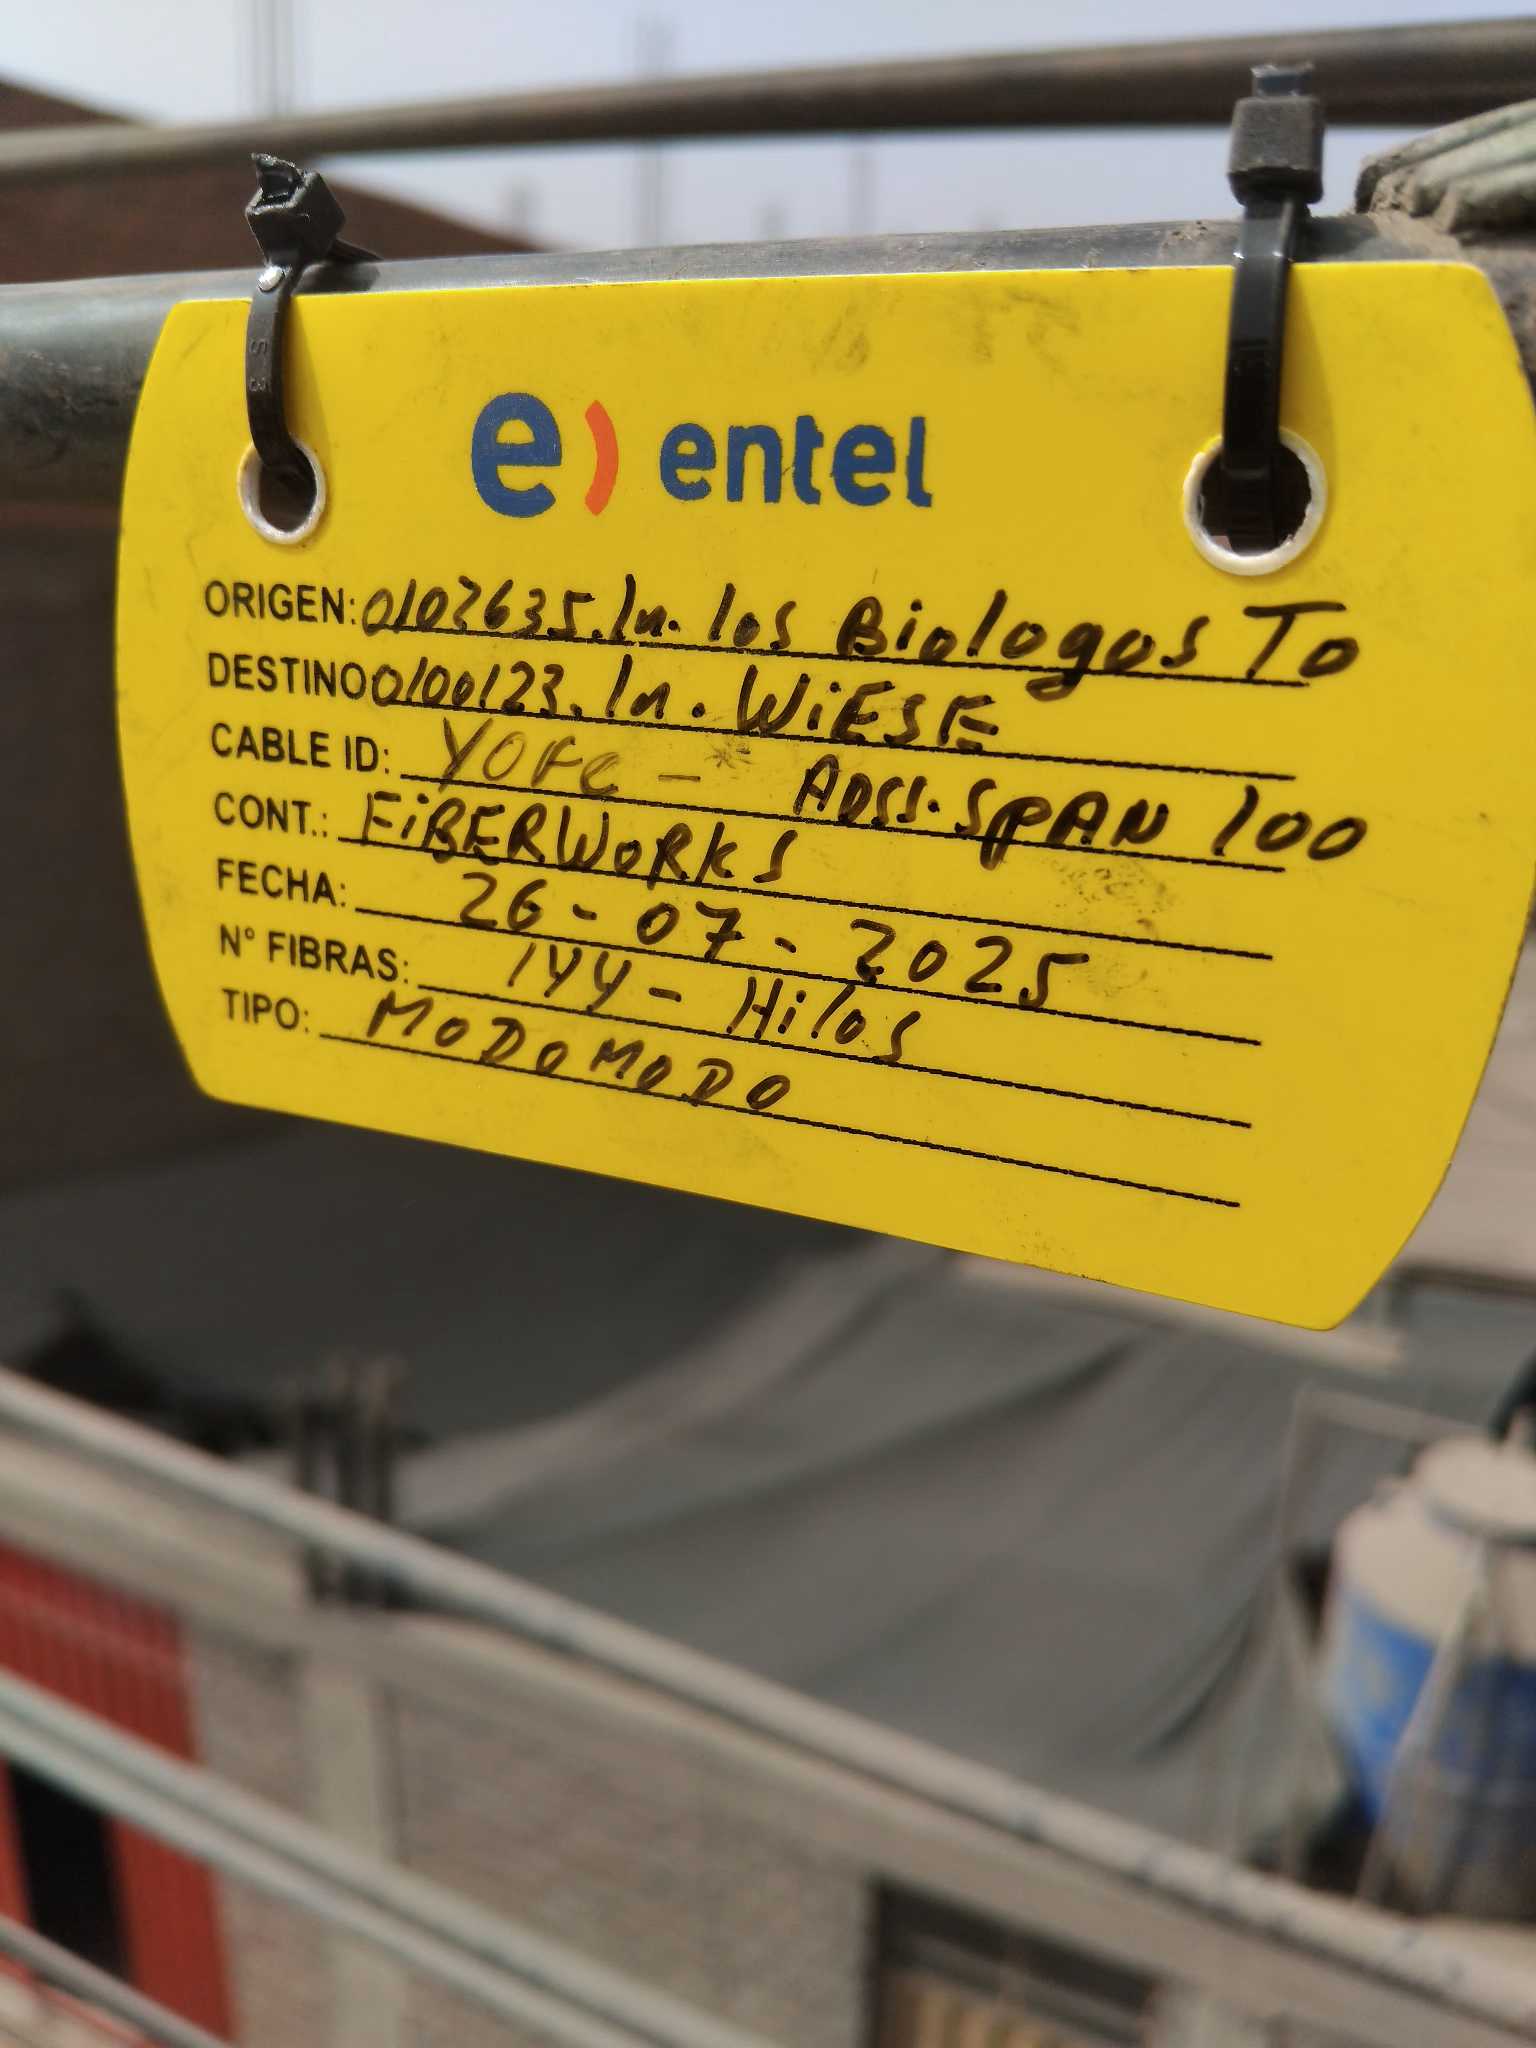 e) entel
ORIGEN: 0102635.ln. los Biologos To
DESTINO 0100123.ln. WiESE
CABLE ID: YOFC - ADSS. SPAN 100
CONT.: FiBERWORKS
FECHA: 26-07-2025
N° FIBRAS: 144 - Hilos
TIPO: MODOMODO